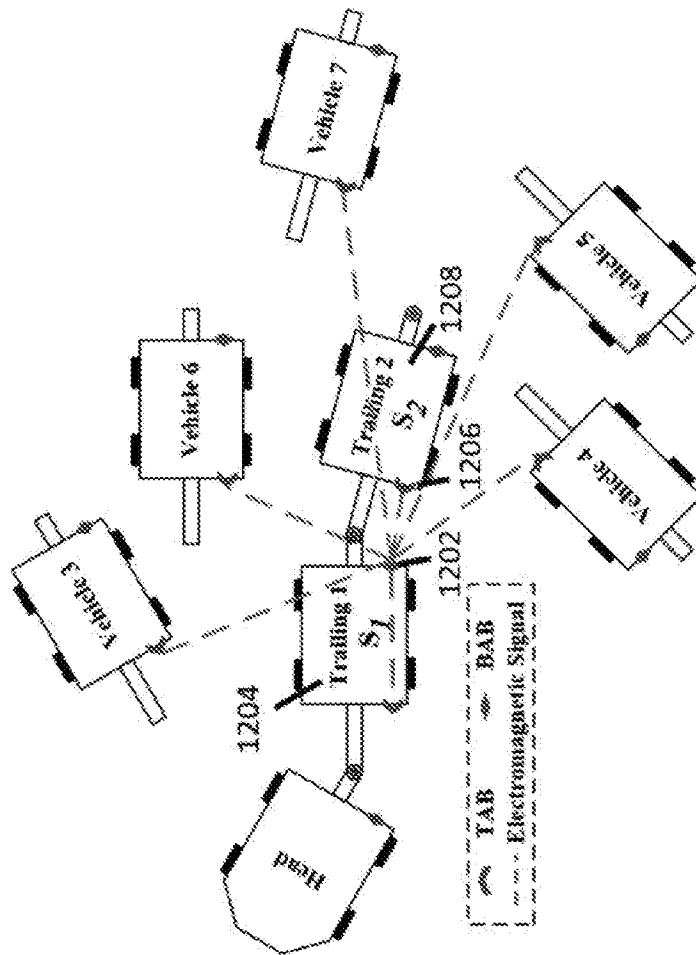 Vehicle 7
Vehicle 6
Vehicle 3
Vehicle 5
Vehicle 4
Trailing 2
S2
1208
1206
1202
Trailing 1
S1
1204
Head
TAB BAB
Electromagnetic Signal